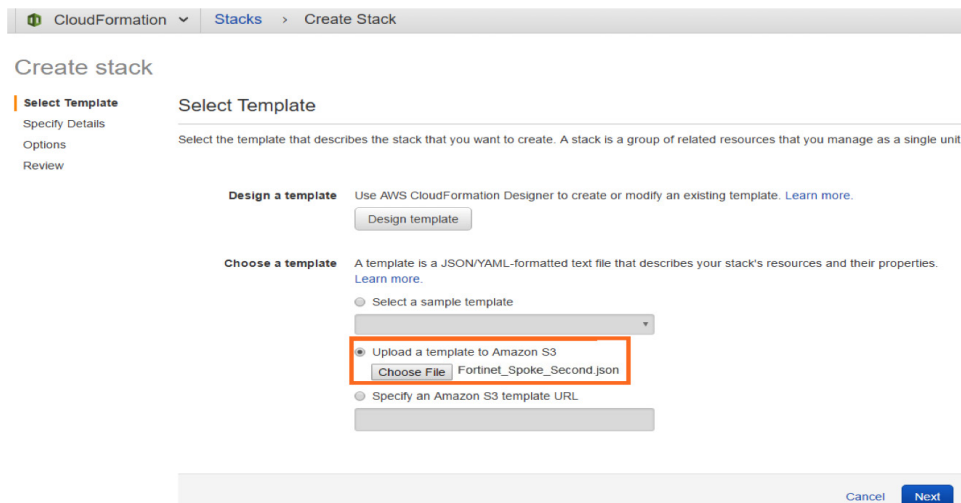 CloudFormation Stacks > Create Stack
Create stack
Select Template
Specify Details
Options
Review
Select Template
Select the template that describes the stack that you want to create. A stack is a group of related resources that you manage as a single unit
Design a template
Use AWS CloudFormation Designer to create or modify an existing template. Learn more.
Design template
Choose a template
A template is a JSON/YAML-formatted text file that describes your stack's resources and their properties.
Learn more.
Select a sample template
Upload a template to Amazon S3
Choose File Fortinet_Spoke_Second.json
Specify an Amazon S3 template URL
Cancel Next